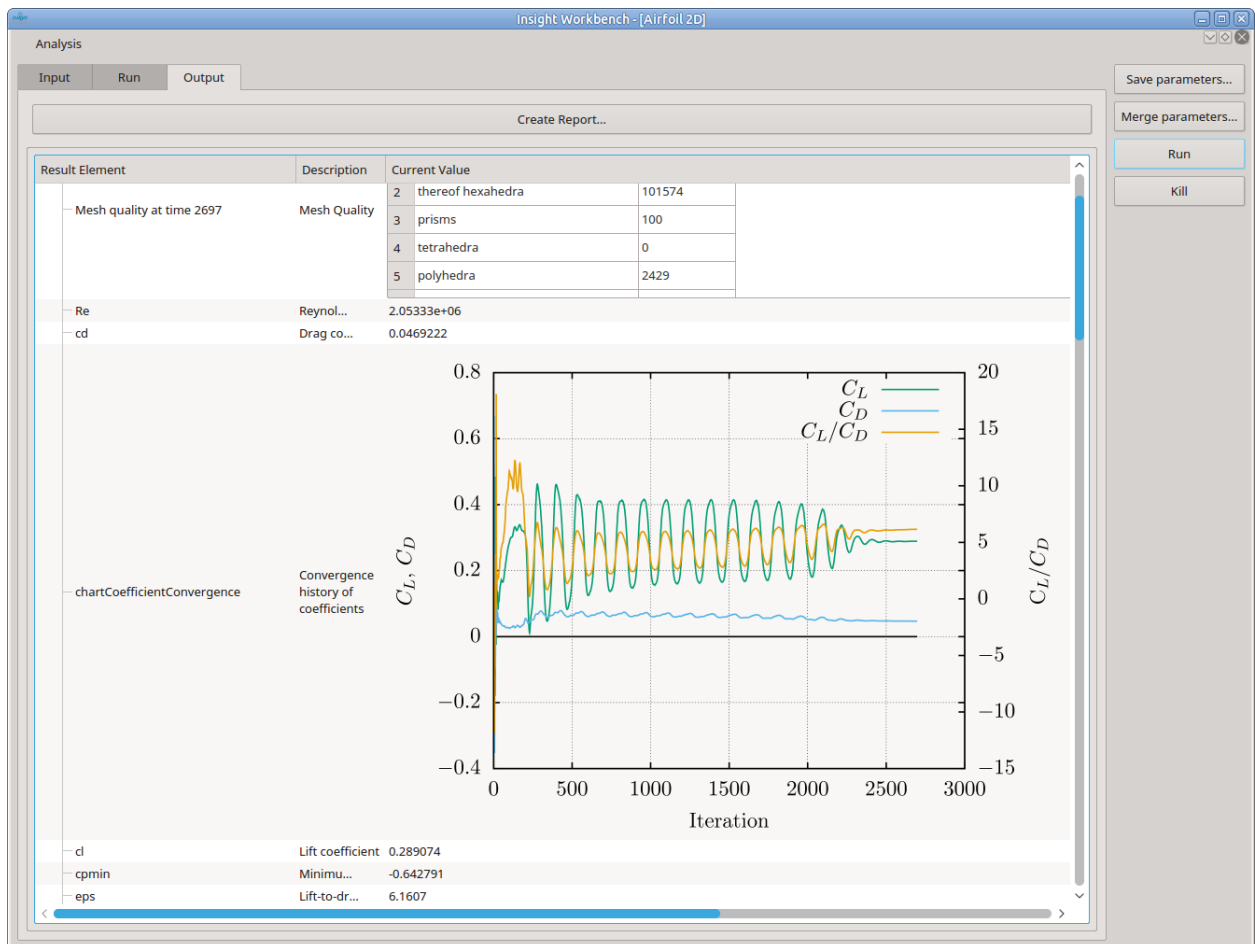 Insight Workbench - [Airfoil 2D]
Analysis
Input Run Output
Save parameters...
Merge parameters...
Run
Kill
Create Report...
Result Element Description Current Value
Mesh quality at time 2697 Mesh Quality
2 thereof hexahedra 101574
3 prisms 100
4 tetrahedra 0
5 polyhedra 2429
Re Reynol... 2.05333e+06
cd Drag co... 0.0469222
chartCoefficientConvergence
Convergence
history of
coefficients
C_L, C_D
0.8
0.6
0.4
0.2
0
−0.2
−0.4
C_L
C_D
C_L/C_D
20
15
10
5
0
−5
−10
−15
C_L/C_D
0 500 1000 1500 2000 2500 3000
Iteration
cl Lift coefficient 0.289074
cpmin Minimu... -0.642791
eps Lift-to-dr... 6.1607